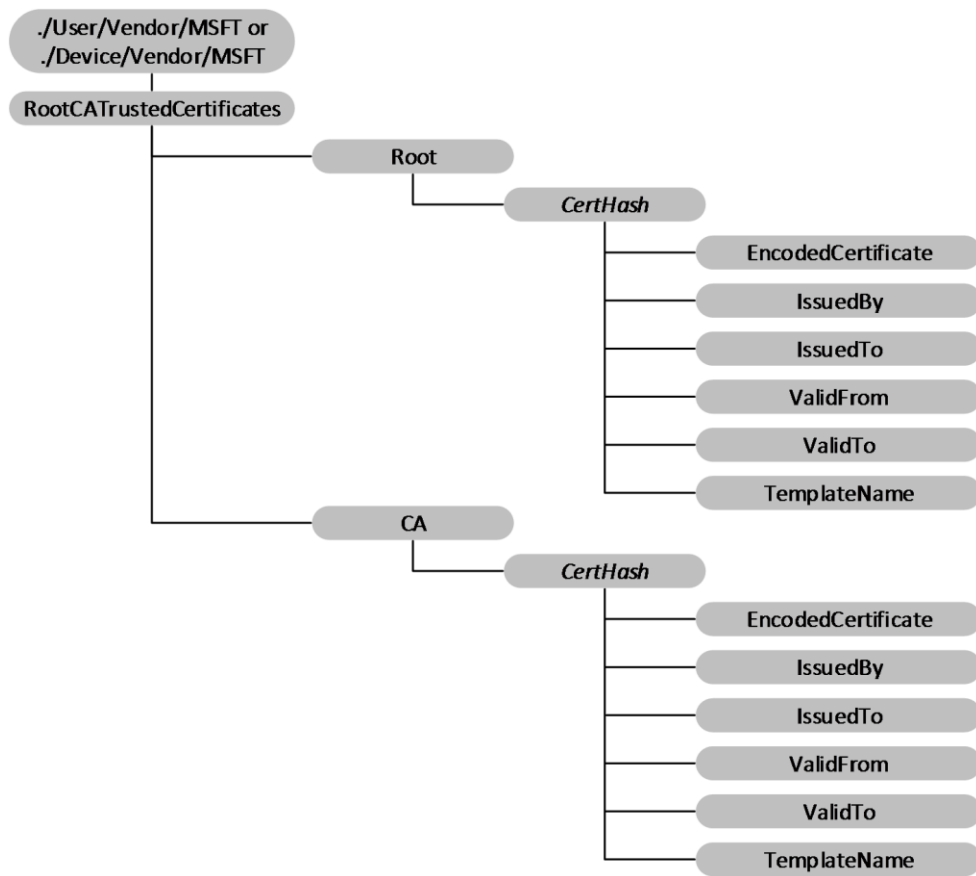 ./User/Vendor/MSFT or
./Device/Vendor/MSFT
RootCATrustedCertificates
Root
CertHash
EncodedCertificate
IssuedBy
IssuedTo
ValidFrom
ValidTo
TemplateName
CA
CertHash
EncodedCertificate
IssuedBy
IssuedTo
ValidFrom
ValidTo
TemplateName